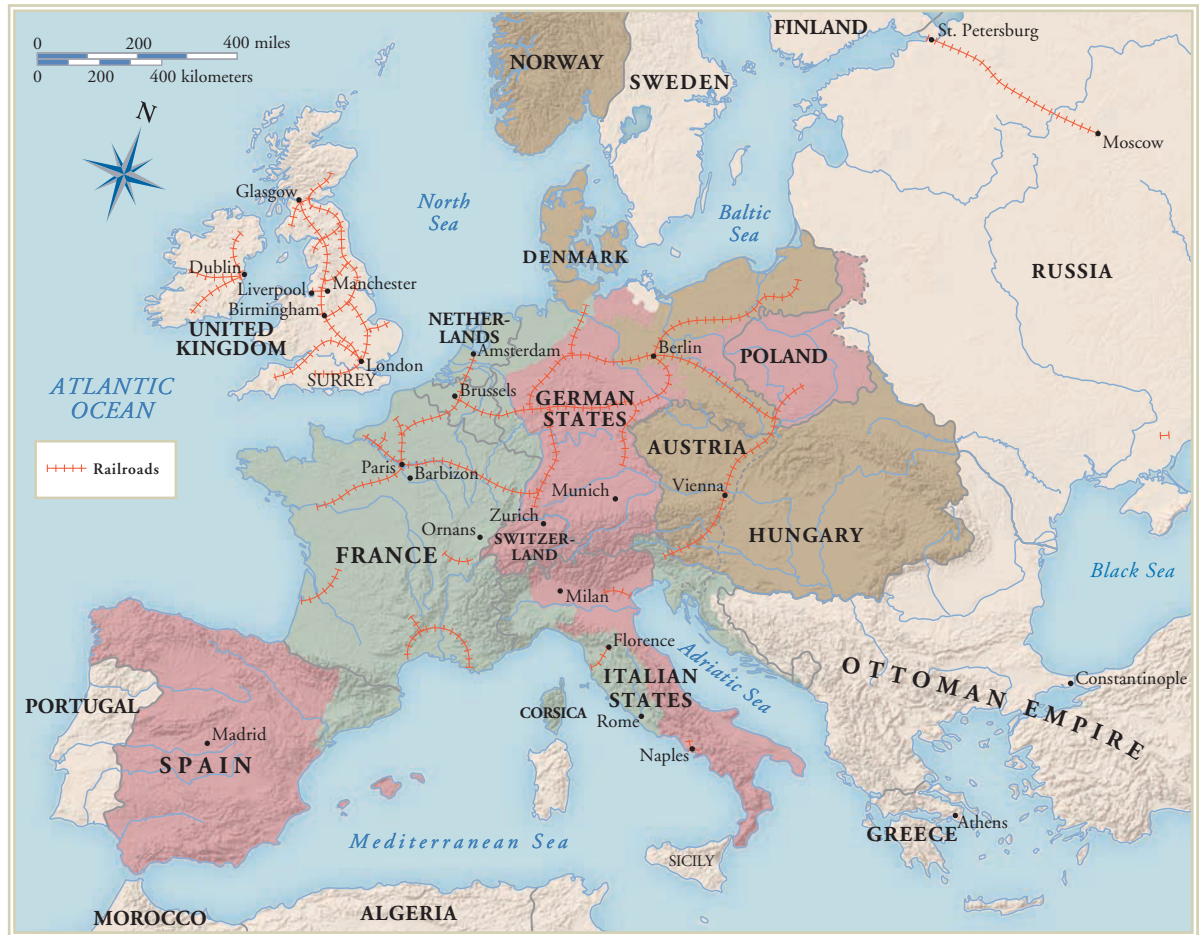 0 200 400 miles
0 200 400 kilometers
N
FINLAND
St. Petersburg
NORWAY
SWEDEN
Moscow
Glasgow
North
Sea
Baltic
Sea
DENMARK
RUSSIA
Dublin
Liverpool
Manchester
Birmingham
UNITED
KINGDOM
NETHER-
LANDS
Amsterdam
Berlin
POLAND
London
SURREY
ATLANTIC
OCEAN
Brussels
GERMAN
STATES
AUSTRIA
Railroads
Paris
Barbizon
Munich
Vienna
Zurich
Ornans
SWITZER-
LAND
HUNGARY
FRANCE
Black Sea
Milan
Florence
Adriatic Sea
ITALIAN
STATES
OTTOMAN EMPIRE
Constantinople
PORTUGAL
CORSICA
Rome
Madrid
SPAIN
Naples
Mediterranean Sea
GREECE
Athens
SICILY
MOROCCO
ALGERIA